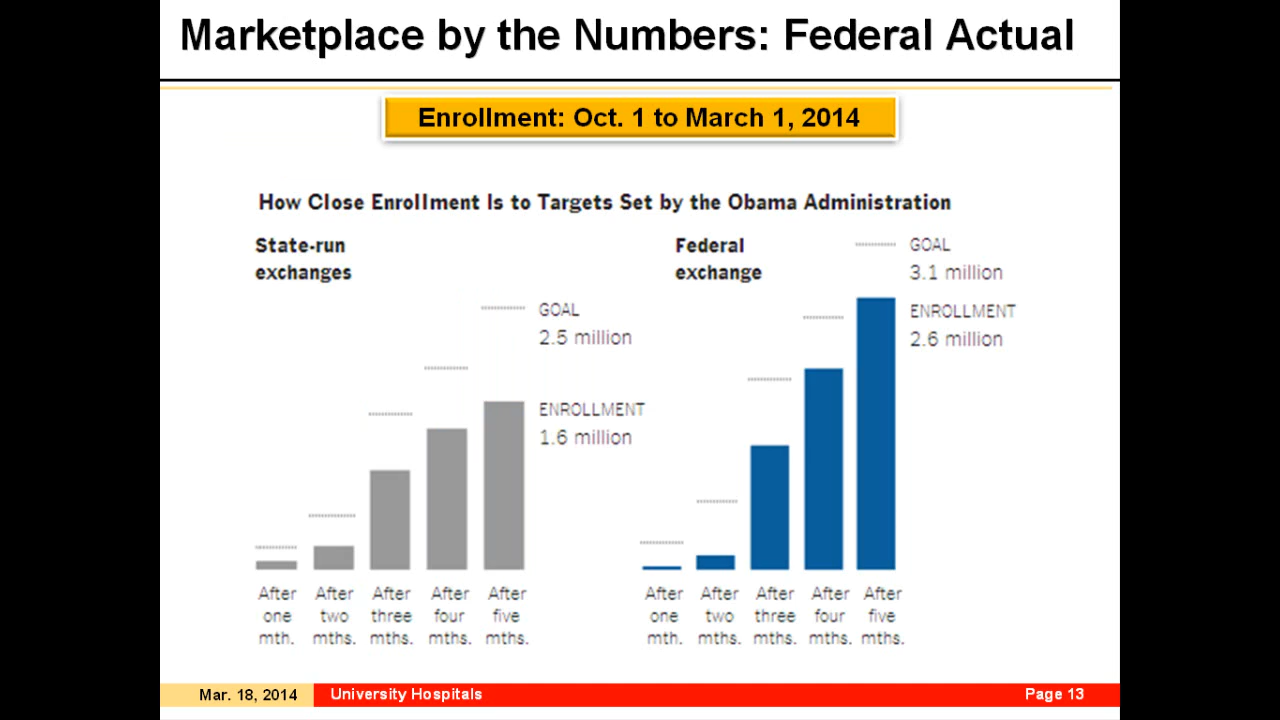 Marketplace by the Numbers: Federal Actual
Enrollment: Oct. 1 to March 1, 2014
How Close Enrollment Is to Targets Set by the Obama Administration
State-run
exchanges
GOAL
2.5 million
ENROLLMENT
1.6 million
After one mth.
After two mths.
After three mths.
After four mths.
After five mths.
Federal
exchange
GOAL
3.1 million
ENROLLMENT
2.6 million
After one mth.
After two mths.
After three mths.
After four mths.
After five mths.
Mar. 18, 2014
University Hospitals
Page 13